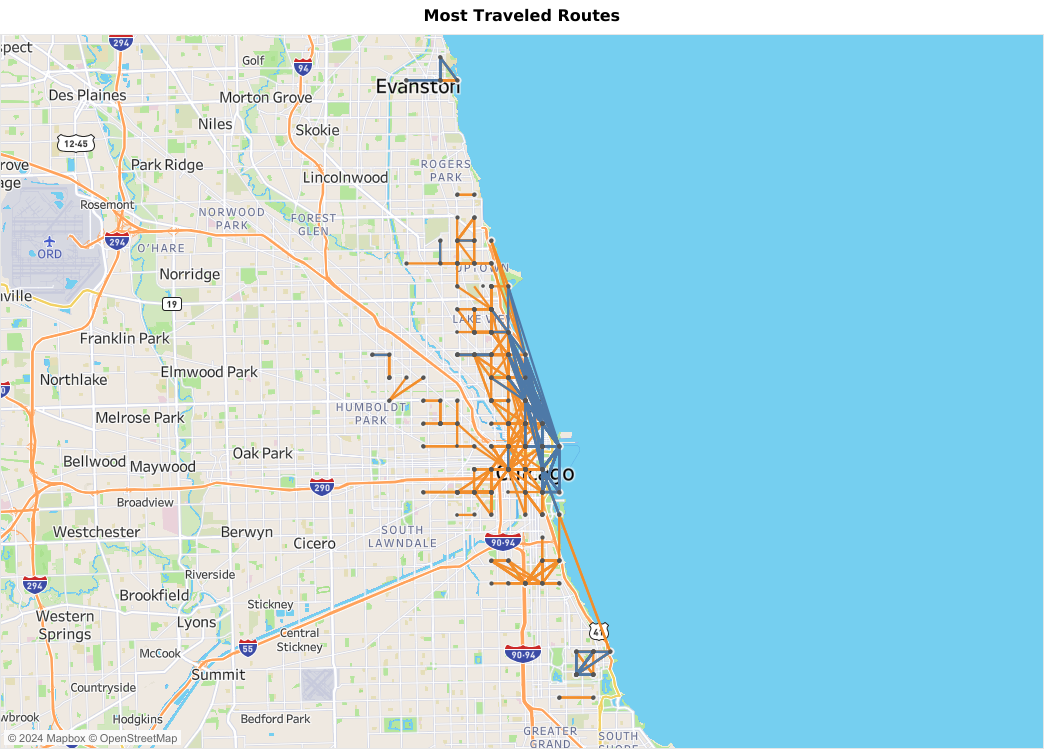 Most Traveled Routes
294
spect
Golf
94
Evanston
Des Plaines
Morton Grove
Niles
Skokie
12-45
rove
age
Park Ridge
ROGERS
PARK
Lincolnwood
Rosemont
NORWOOD
PARK
FOREST
GLEN
ORD
294
O'HARE
UPTOWN
Norridge
nville
19
LAKE VIEW
Franklin Park
Elmwood Park
Northlake
Melrose Park
HUMBOLDT
PARK
Oak Park
Bellwood
Maywood
Chicago
290
Broadview
Westchester
Berwyn
SOUTH
LAWNDALE
Cicero
90-94
Riverside
294
Brookfield
Stickney
Western
Springs
Lyons
Central
Stickney
41
McCook
55
90-94
Summit
Countryside
wbrook
Hodgkins
Bedford Park
GREATER
GRAND
SOUTH
SHORE
© 2024 Mapbox © OpenStreetMap